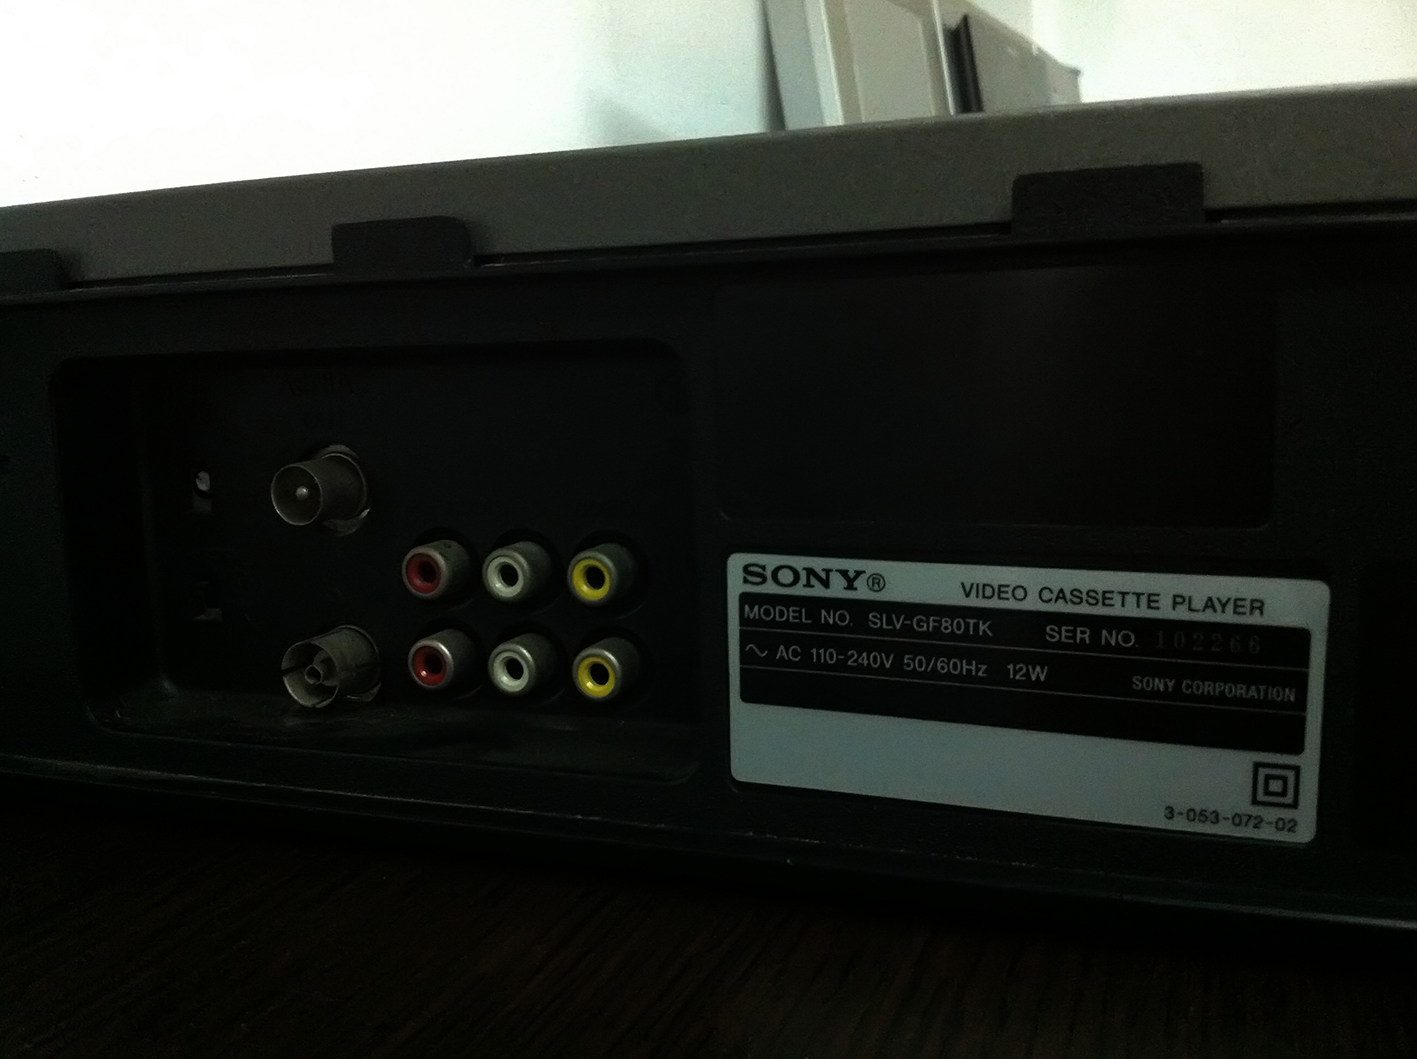 SONY® VIDEO CASSETTE PLAYER
MODEL NO. SLV-GF80TK SER NO. 102266
~ AC 110-240V 50/60Hz 12W
SONY CORPORATION
3-053-072-02